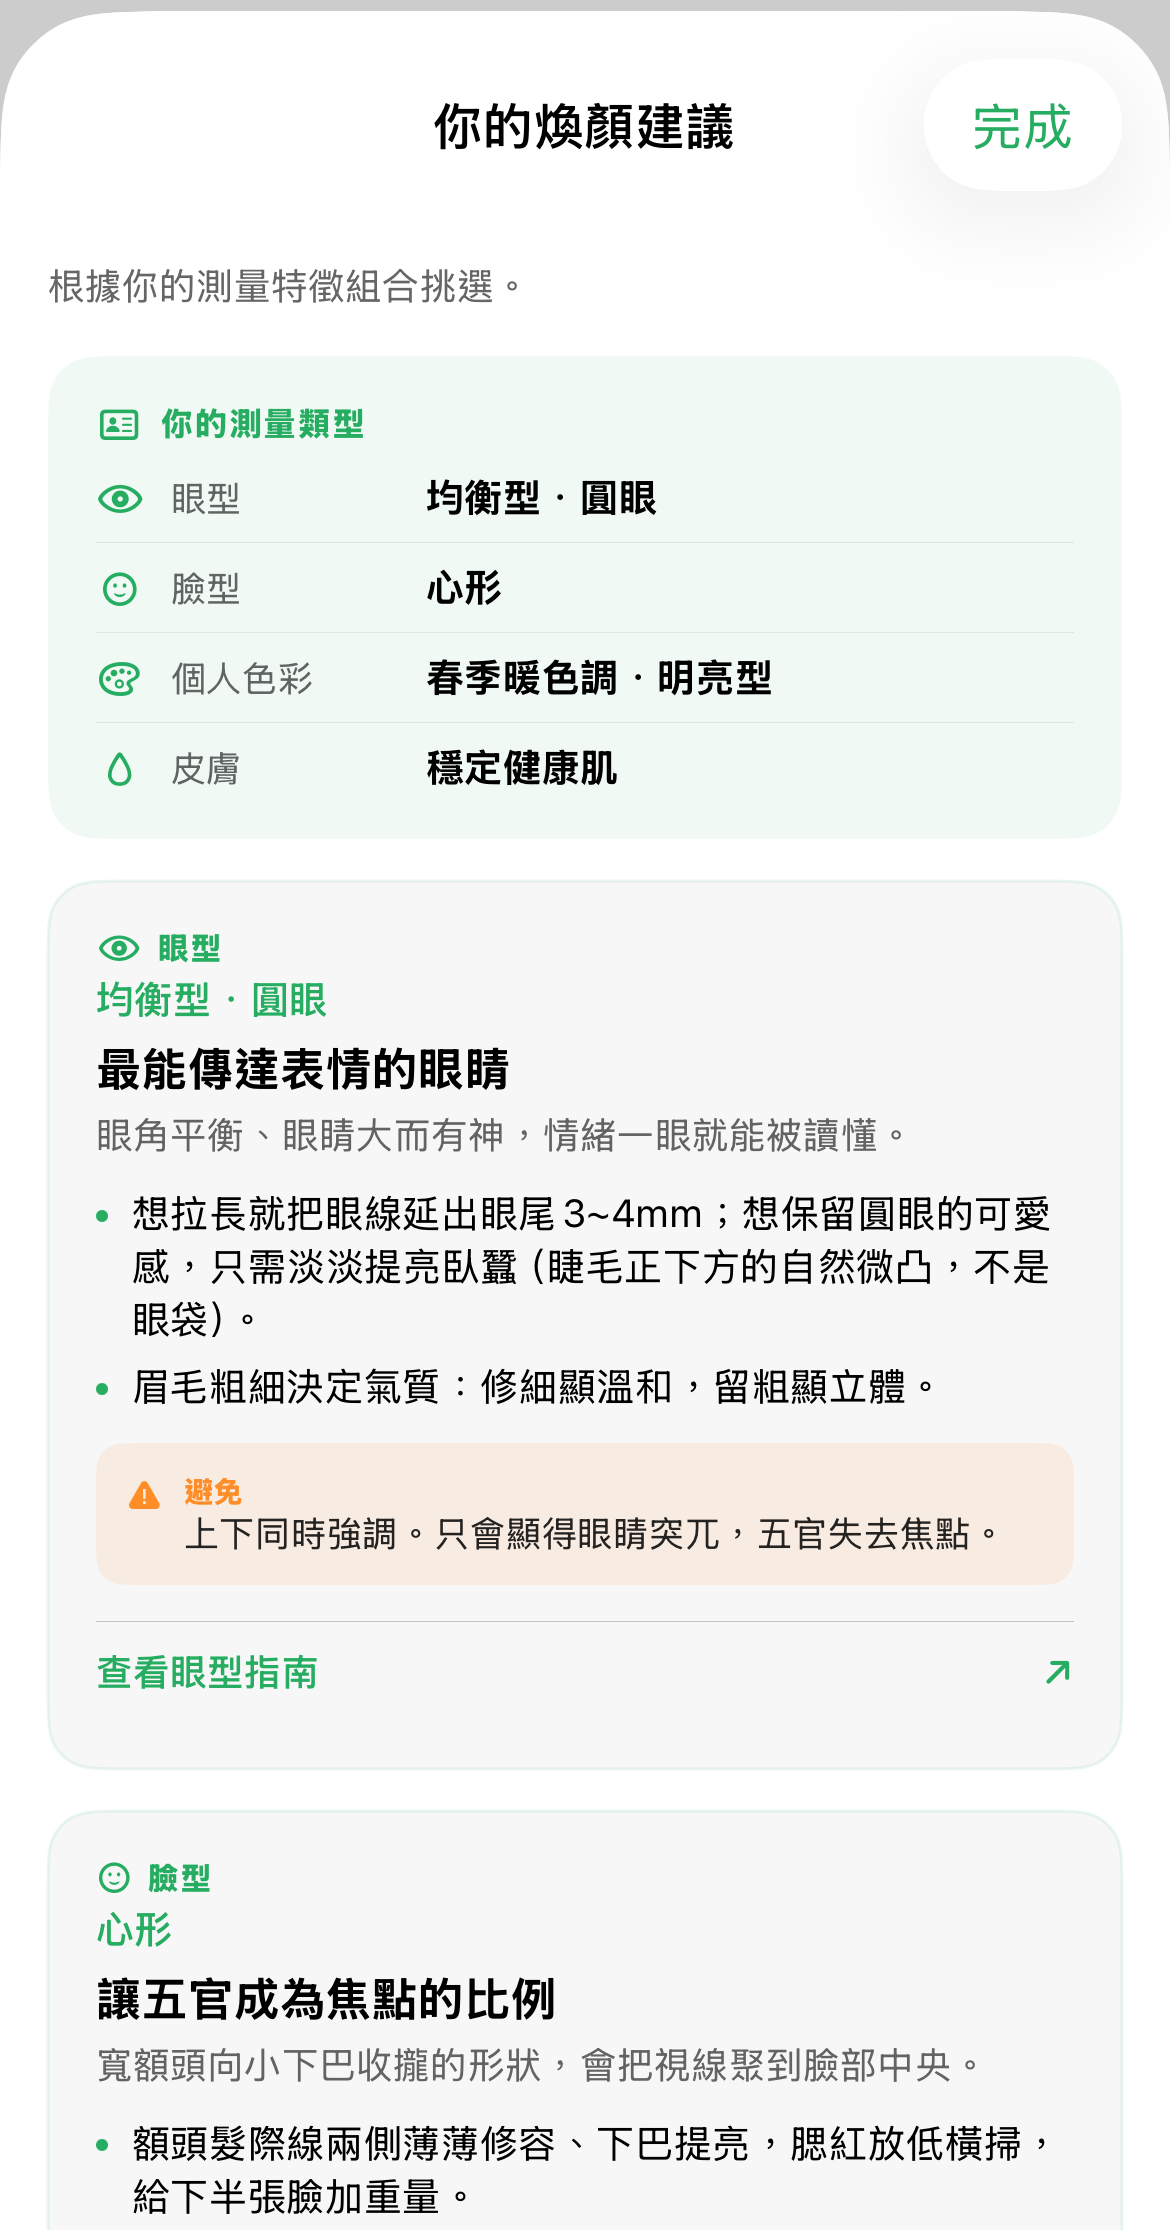 你的煥顏建議
完成
根據你的測量特徵組合挑選。
你的測量類型
眼型 均衡型·圓眼
臉型 心形
個人色彩 春季暖色調·明亮型
皮膚 穩定健康肌
眼型
均衡型·圓眼
最能傳達表情的眼睛
眼角平衡、眼睛大而有神，情緒一眼就能被讀懂。
• 想拉長就把眼線延出眼尾 3~4mm；想保留圓眼的可愛
感，只需淡淡提亮臥蠶 (睫毛正下方的自然微凸，不是
眼袋)。
• 眉毛粗細決定氣質：修細顯溫和，留粗顯立體。
避免
上下同時強調。只會顯得眼睛突兀，五官失去焦點。
查看眼型指南
臉型
心形
讓五官成為焦點的比例
寬額頭向小下巴收攏的形狀，會把視線聚到臉部中央。
• 額頭髮際線兩側薄薄修容、下巴提亮，腮紅放低橫掃，
給下半張臉加重量。